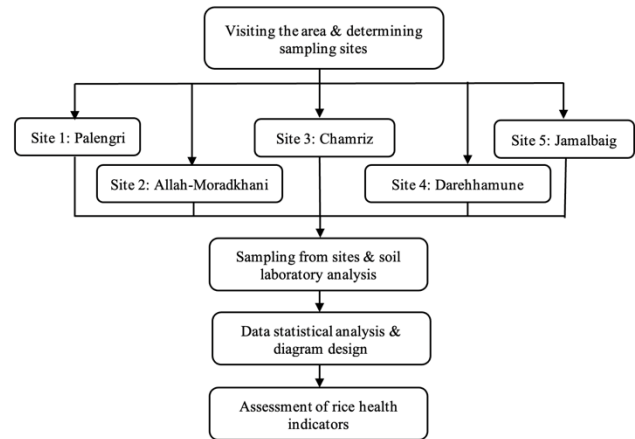 Visiting the area & determining
sampling sites
Site 1: Palengri
Site 2: Allah-Moradkhani
Site 3: Chamriz
Site 4: Darehhamune
Site 5: Jamalbaig
Sampling from sites & soil
laboratory analysis
Data statistical analysis &
diagram design
Assessment of rice health
indicators